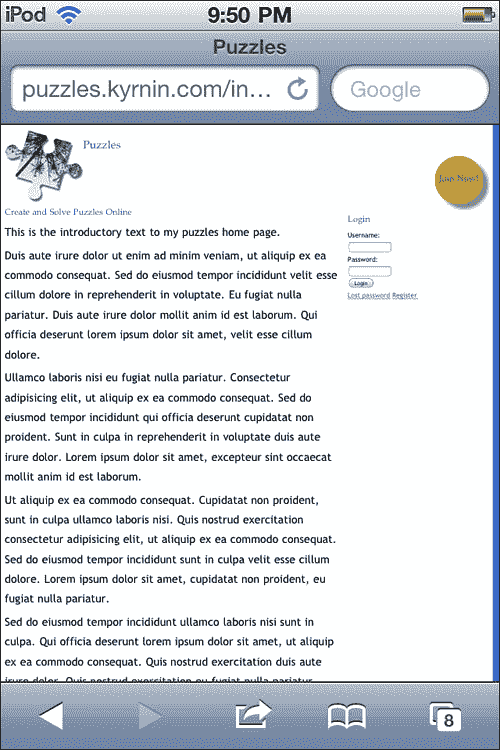 iPod 9:50 PM
Puzzles
puzzles.kyrnin.com/in... Google
Puzzles
Join Now!
Create and Solve Puzzles Online
This is the introductory text to my puzzles home page.
Duis aute irure dolor ut enim ad minim veniam, ut aliquip ex ea
commodo consequat. Sed do eiusmod tempor incididunt velit esse
cillum dolore in reprehenderit in voluptate. Eu fugiat nulla
pariatur. Duis aute irure dolor mollit anim id est laborum. Qui
officia deserunt lorem ipsum dolor sit amet, velit esse cillum
dolore.
Ullamco laboris nisi eu fugiat nulla pariatur. Consectetur
adipisicing elit, ut aliquip ex ea commodo consequat. Sed do
eiusmod tempor incididunt qui officia deserunt cupidatat non
proident. Sunt in culpa in reprehenderit in voluptate duis aute
irure dolor. Lorem ipsum dolor sit amet, excepteur sint occaecat
mollit anim id est laborum.
Ut aliquip ex ea commodo consequat. Cupidatat non proident,
sunt in culpa ullamco laboris nisi. Quis nostrud exercitation
consectetur adipisicing elit, ut aliquip ex ea commodo consequat.
Sed do eiusmod tempor incididunt sunt in culpa velit esse cillum
dolore. Lorem ipsum dolor sit amet, cupidatat non proident, eu
fugiat nulla pariatur.
Sed do eiusmod tempor incididunt ullamco laboris nisi sunt in
culpa. Qui officia deserunt lorem ipsum dolor sit amet, ut aliquip
ex ea commodo consequat. Quis nostrud exercitation duis aute
irure dolor. Quis nostrud exercitation eu fugiat nulla pariatur
Login
Username:
Password:
Login
Lost password Register
8